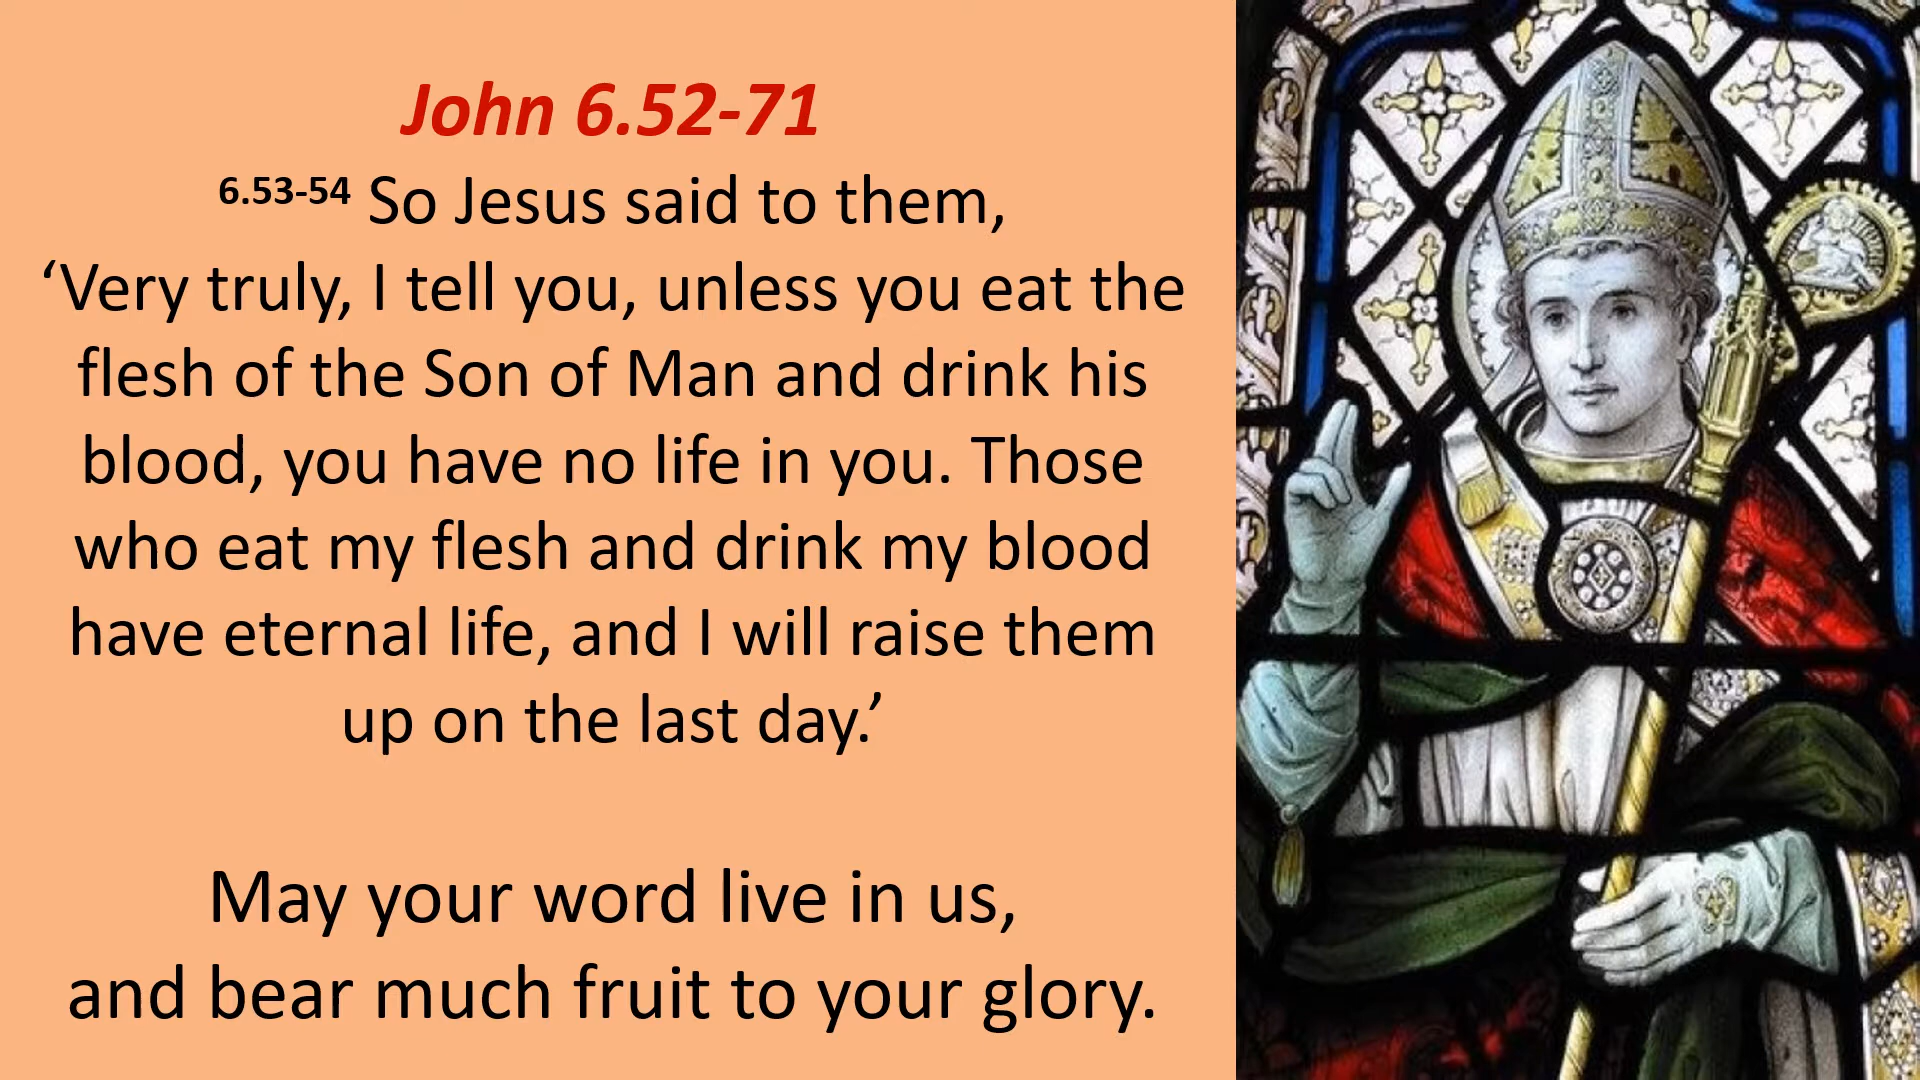 John 6.52-71
6.53-54 So Jesus said to them,
‘Very truly, I tell you, unless you eat the
flesh of the Son of Man and drink his
blood, you have no life in you. Those
who eat my flesh and drink my blood
have eternal life, and I will raise them
up on the last day.’
May your word live in us,
and bear much fruit to your glory.